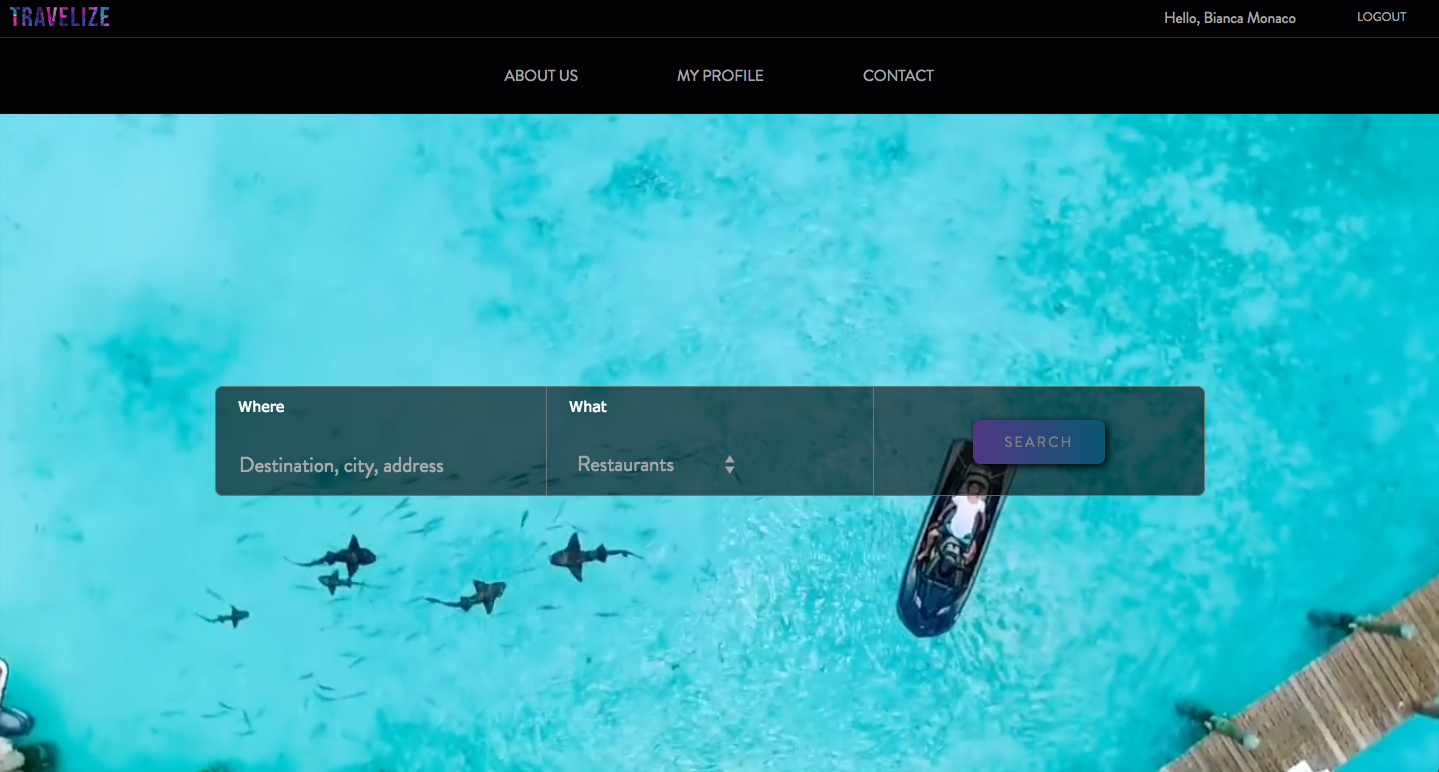 TRAVELIZE
Hello, Bianca Monaco
LOGOUT
ABOUT US
MY PROFILE
CONTACT
Where
What
Destination, city, address
Restaurants
SEARCH